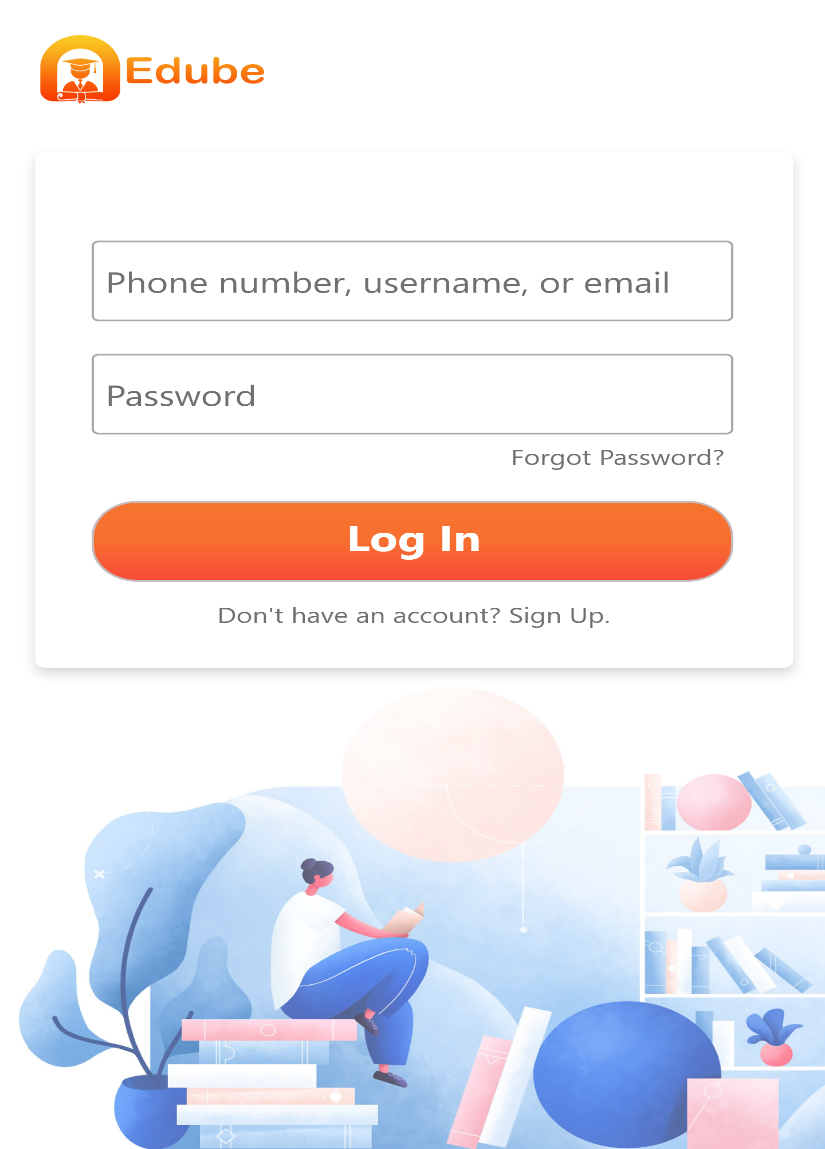 Edube
Phone number, username, or email
Password
Forgot Password?
Log In
Don't have an account? Sign Up.